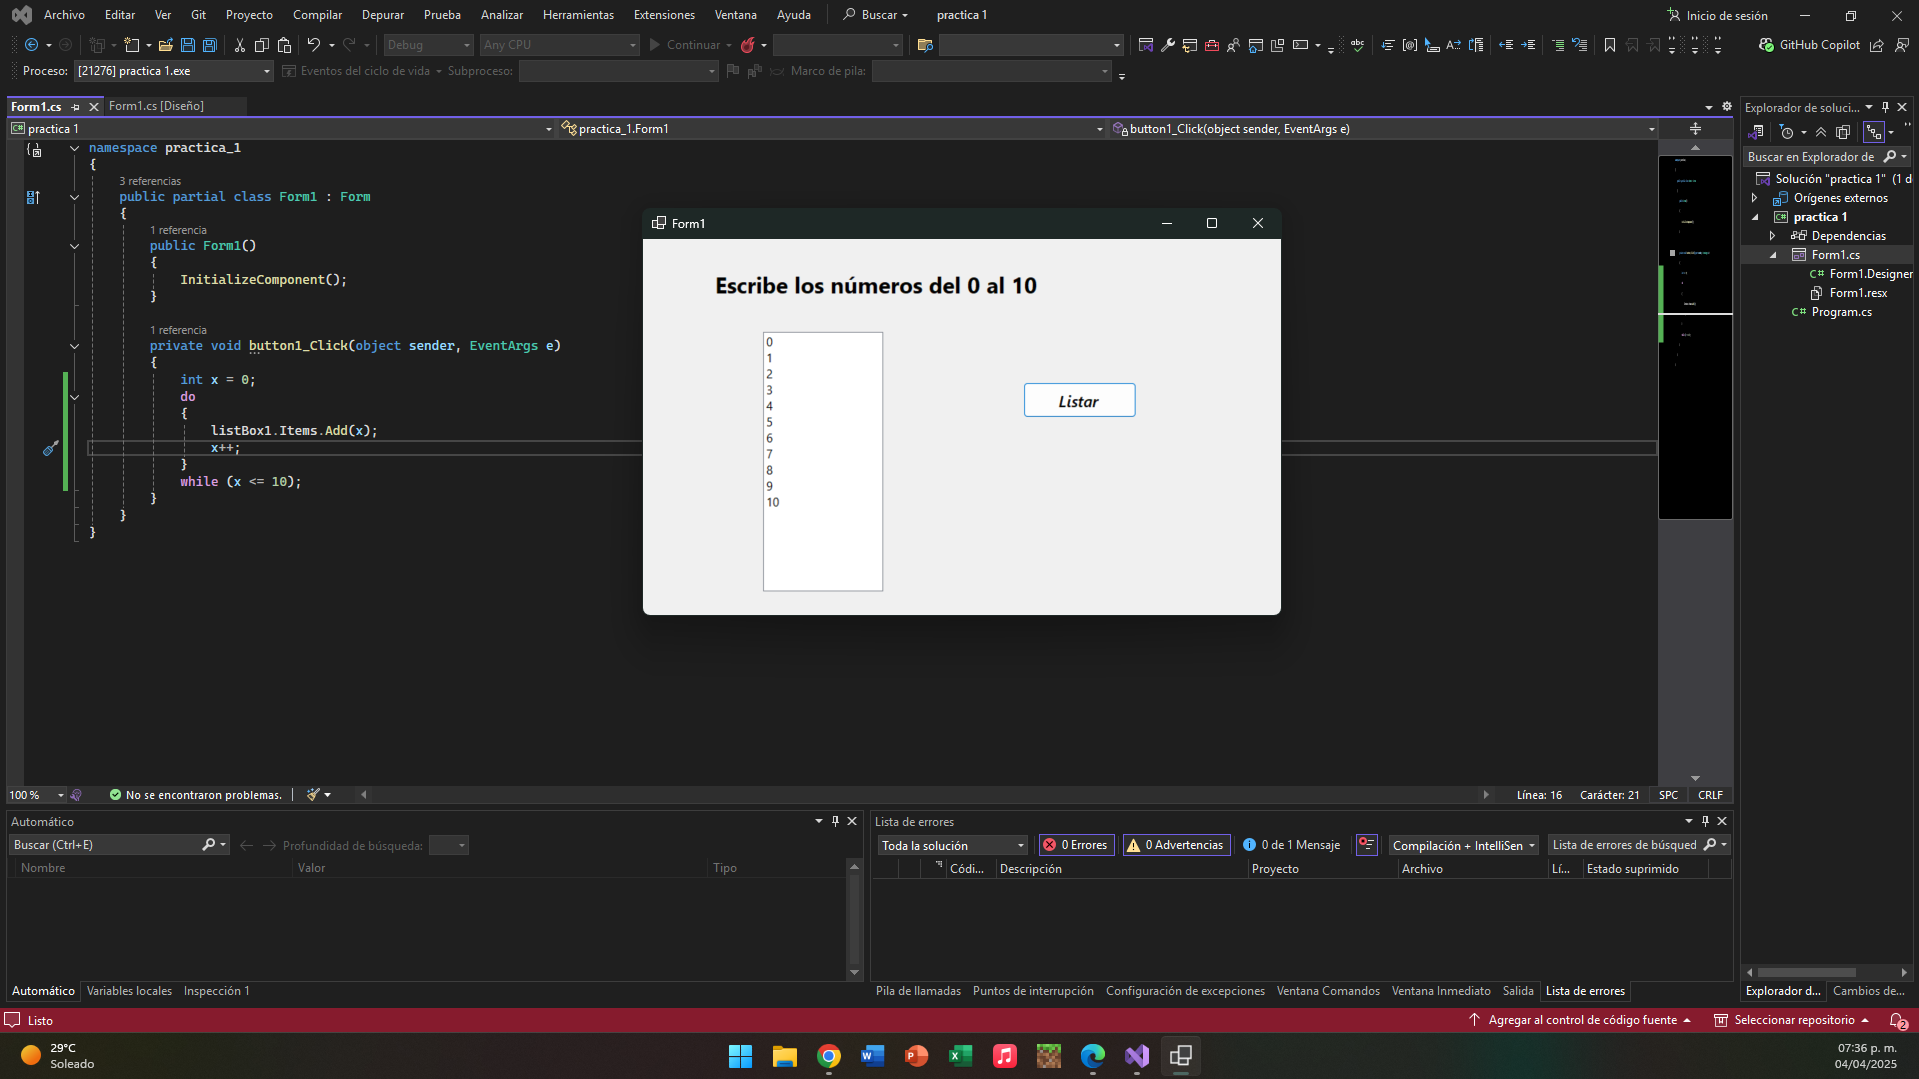 Archivo Editar Ver Git Proyecto Compilar Depurar Prueba Analizar Herramientas Extensiones Ventana Ayuda Buscar practica 1 Inicio de sesión
Debug Any CPU Continuar GitHub Copilot
Proceso: [21276] practica 1.exe Eventos del ciclo de vida Subproceso: Marco de pila:
Form1.cs Form1.cs [Diseño]
practica 1 practica_1.Form1 button1_Click(object sender, EventArgs e)
namespace practica_1
{
3 referencias
public partial class Form1 : Form
{
1 referencia
public Form1()
{
InitializeComponent();
}
1 referencia
private void button1_Click(object sender, EventArgs e)
{
int x = 0;
do
{
listBox1.Items.Add(x);
x++;
}
while (x <= 10);
}
}
}
Form1
Escribe los números del 0 al 10
0
1
2
3
4
5
6
7
8
9
10
Listar
Explorador de soluci...
Buscar en Explorador de
Solución "practica 1" (1 d
Orígenes externos
practica 1
Dependencias
Form1.cs
Form1.Designer
Form1.resx
Program.cs
100 % No se encontraron problemas. Línea: 16 Carácter: 21 SPC CRLF
Automático
Buscar (Ctrl+E) Profundidad de búsqueda:
Nombre Valor Tipo
Automático Variables locales Inspección 1
Lista de errores
Toda la solución 0 Errores 0 Advertencias 0 de 1 Mensaje Compilación + IntelliSen Lista de errores de búsqued
Códi... Descripción Proyecto Archivo Lí... Estado suprimido
Pila de llamadas Puntos de interrupción Configuración de excepciones Ventana Comandos Ventana Inmediato Salida Lista de errores
Explorador d... Cambios de...
Listo Agregar al control de código fuente Seleccionar repositorio 2
29°C
Soleado
07:36 p. m.
04/04/2025